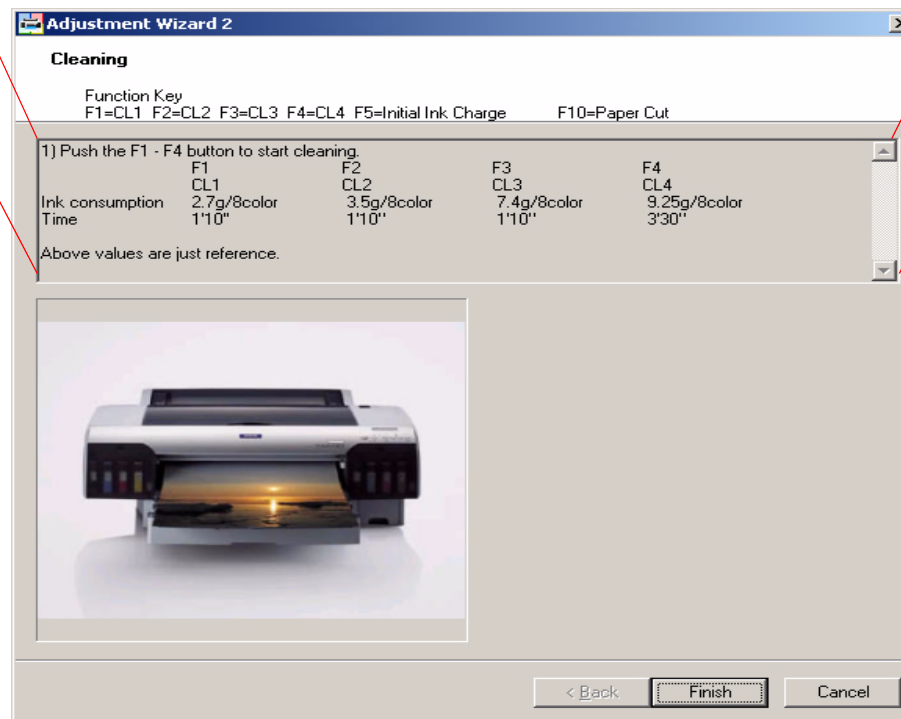 Adjustment Wizard 2
Cleaning
Function Key
F1=CL1 F2=CL2 F3=CL3 F4=CL4 F5=Initial Ink Charge F10=Paper Cut
1) Push the F1 - F4 button to start cleaning.
F1 F2 F3 F4
CL1 CL2 CL3 CL4
Ink consumption 2.7g/8color 3.5g/8color 7.4g/8color 9.25g/8color
Time 1'10'' 1'10'' 1'10'' 3'30''
Above values are just reference.
< Back Finish Cancel